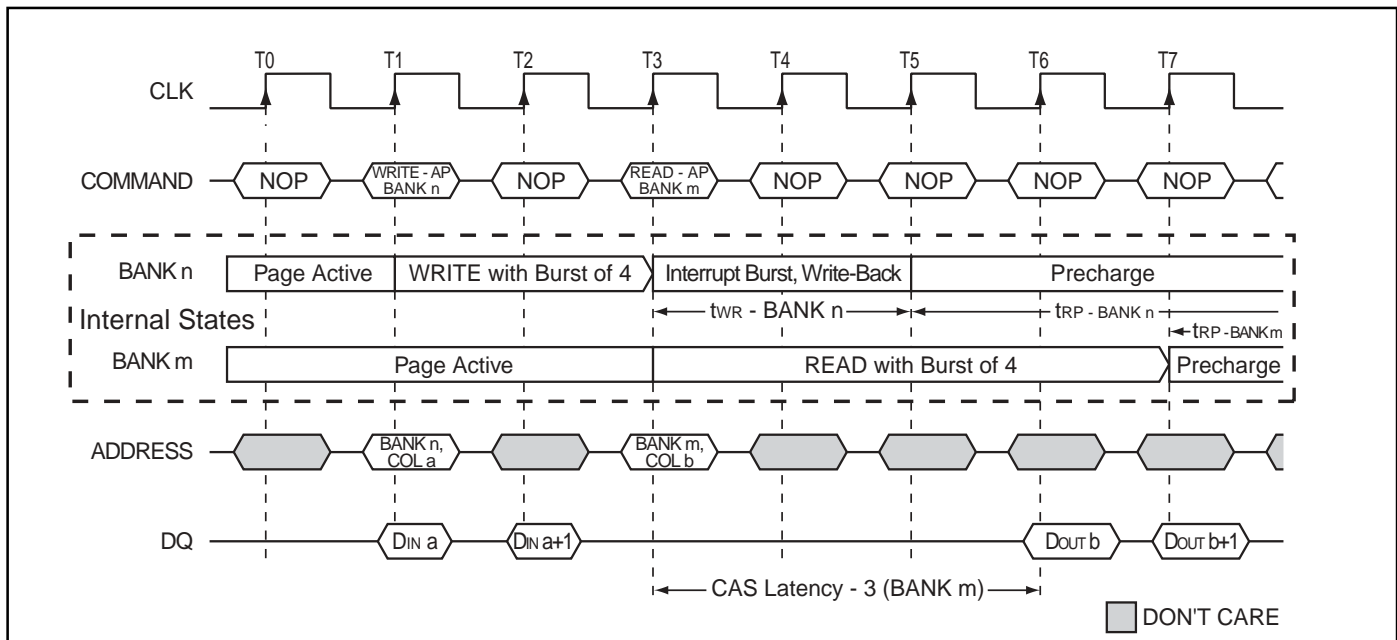 T0 T1 T2 T3 T4 T5 T6 T7
CLK
COMMAND NOP WRITE - AP NOP READ - AP NOP NOP NOP NOP
BANK n BANK m
BANK n Page Active WRITE with Burst of 4 Interrupt Burst, Write-Back Precharge
tWR - BANK n tRP - BANK n
Internal States
tRP - BANK m
BANK m Page Active READ with Burst of 4 Precharge
ADDRESS BANK n, BANK m,
COL a COL b
DQ DIN a DIN a+1 DOUT b DOUT b+1
CAS Latency - 3 (BANK m)
DON'T CARE